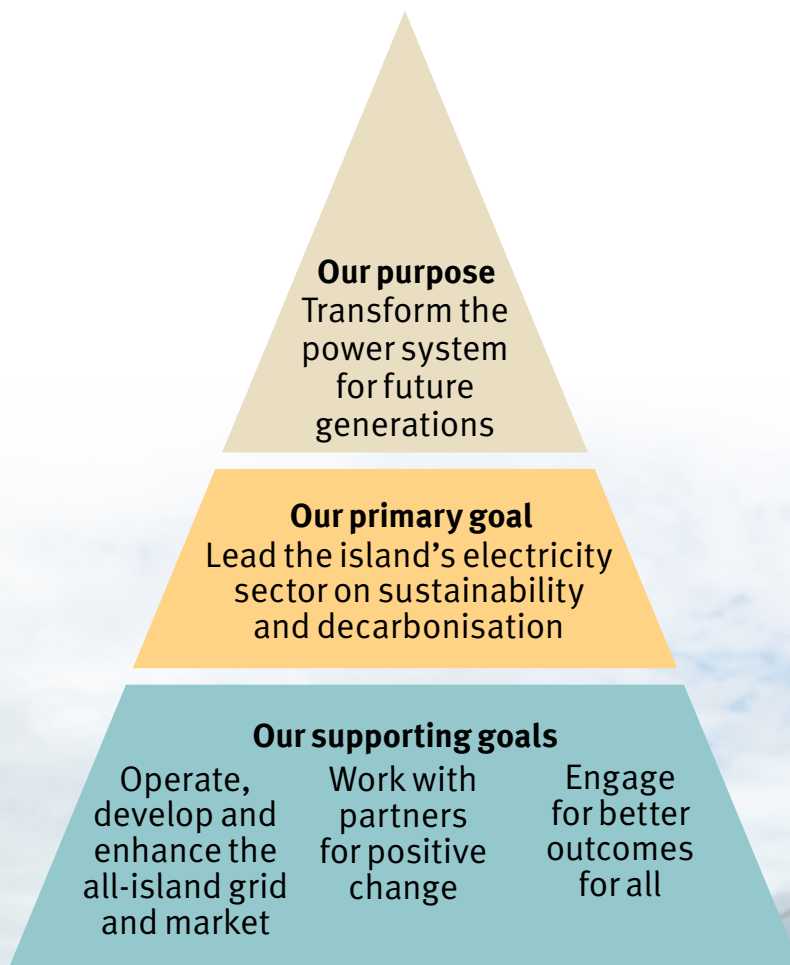 Our purpose
Transform the
power system
for future
generations
Our primary goal
Lead the island's electricity
sector on sustainability
and decarbonisation
Our supporting goals
Operate,
develop and
enhance the
all-island grid
and market
Work with
partners
for positive
change
Engage
for better
outcomes
for all